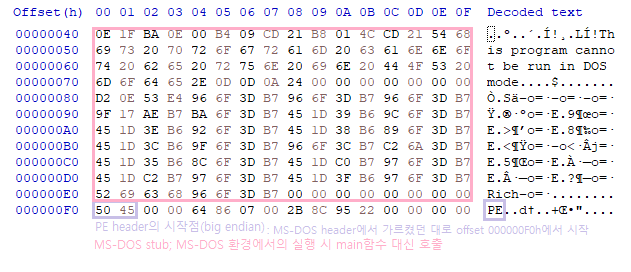 Offset(h) 00 01 02 03 04 05 06 07 08 09 0A 0B 0C 0D 0E 0F Decoded text
00000040 0E 1F BA 0E 00 B4 09 CD 21 B8 01 4C CD 21 54 68 ..º..´.Í!¸.LÍ!Th
00000050 69 73 20 70 72 6F 67 72 61 6D 20 63 61 6E 6E 6F is program canno
00000060 74 20 62 65 20 72 75 6E 20 69 6E 20 44 4F 53 20 t be run in DOS
00000070 6D 6F 64 65 2E 0D 0D 0A 24 00 00 00 00 00 00 00 mode....$.......
00000080 D2 0E 53 E4 96 6F 3D B7 96 6F 3D B7 96 6F 3D B7 Ò.Sä–o=·–o=·–o=·
00000090 9F 17 AE B7 BA 6F 3D B7 45 1D 39 B6 9C 6F 3D B7 Ÿ.®·ºo=·E.9¶œo=·
000000A0 45 1D 3E B6 92 6F 3D B7 45 1D 38 B6 89 6F 3D B7 E.>¶’o=·E.8¶‰o=·
000000B0 45 1D 3C B6 9F 6F 3D B7 96 6F 3C B7 C2 6A 3D B7 E.<¶Ÿo=·–o<·Âj=·
000000C0 45 1D 35 B6 8C 6F 3D B7 45 1D C0 B7 97 6F 3D B7 E.5¶Œo=·E.À·—o=·
000000D0 45 1D C2 B7 97 6F 3D B7 45 1D 3F B6 97 6F 3D B7 E.Â·—o=·E.?¶—o=·
000000E0 52 69 63 68 96 6F 3D B7 00 00 00 00 00 00 00 00 Rich–o=·........
000000F0 50 45 00 00 64 86 07 00 2B 8C 95 22 00 00 00 00 PE..d†..+Œ•"....
PE header의 시작점(big endian) : MS-DOS header에서 가르켰던 대로 offset 000000F0h에서 시작
MS-DOS stub; MS-DOS 환경에서의 실행 시 main함수 대신 호출